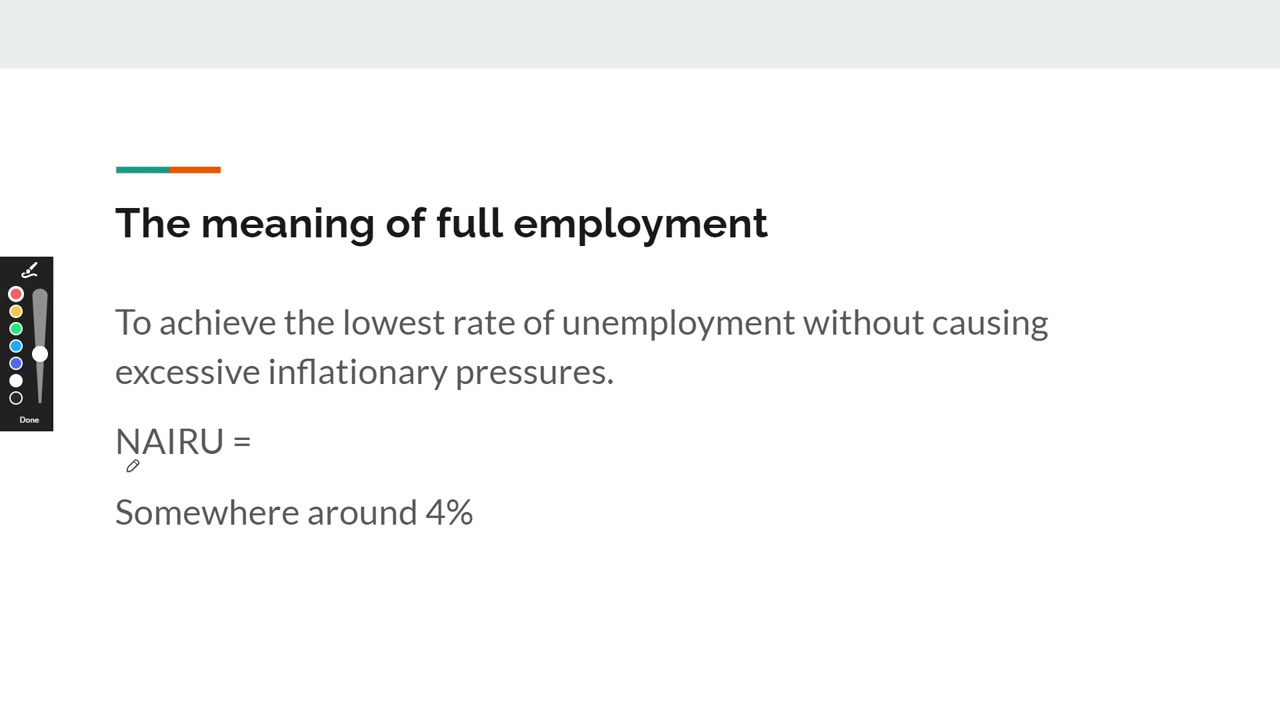 The meaning of full employment
To achieve the lowest rate of unemployment without causing
excessive inflationary pressures.
NAIRU =
Somewhere around 4%
Done